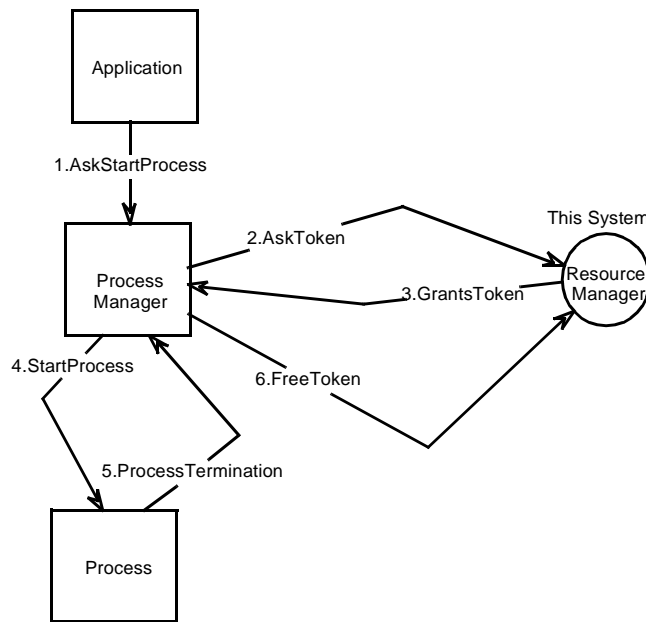 Application
1.AskStartProcess
This System
2.AskToken
Process
Manager
Resource
Manager
3.GrantsToken
4.StartProcess
6.FreeToken
5.ProcessTermination
Process